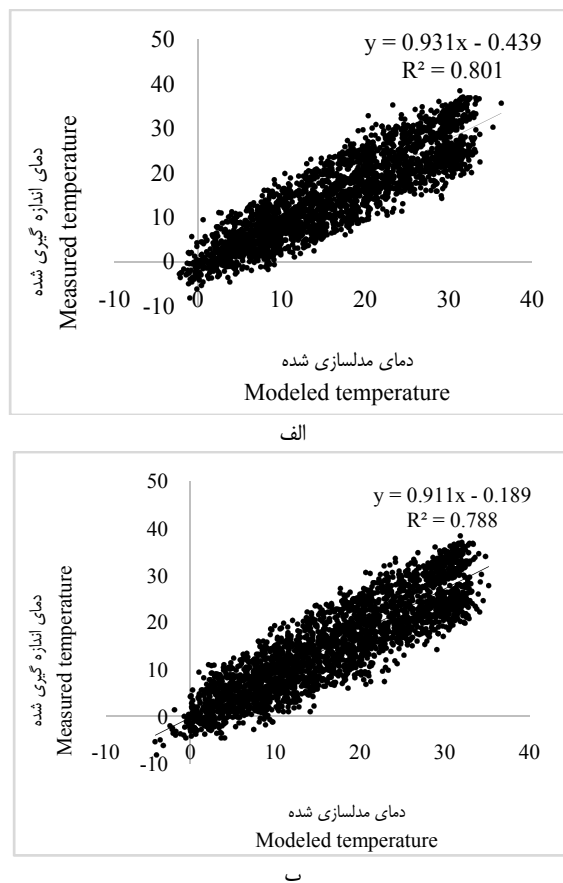 y = 0.931x - 0.439
R² = 0.801
50
40
30
20
10
0
-10
-10
0
10
20
30
40
دمای اندازه گیری شده
Measured temperature
دمای مدلسازی شده
Modeled temperature
الف
y = 0.911x - 0.189
R² = 0.788
50
40
30
20
10
0
-10
-10
0
10
20
30
40
دمای اندازه گیری شده
Measured temperature
دمای مدلسازی شده
Modeled temperature
ب